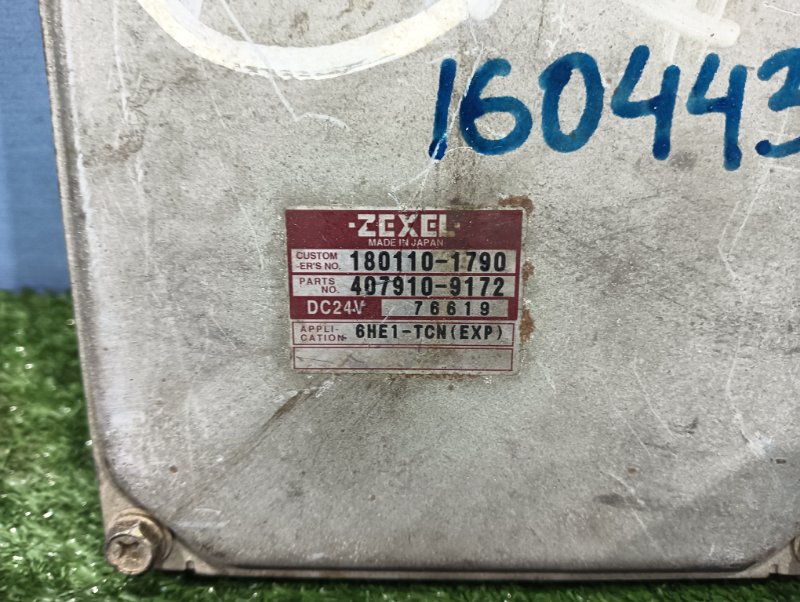 160443
·ZEXEL·
MADE IN JAPAN
CUSTOM
-ER'S NO. 180110-1790
PARTS
NO. 407910-9172
DC24V 76619
APPLI-
CATION 6HE1-TCN(EXP)